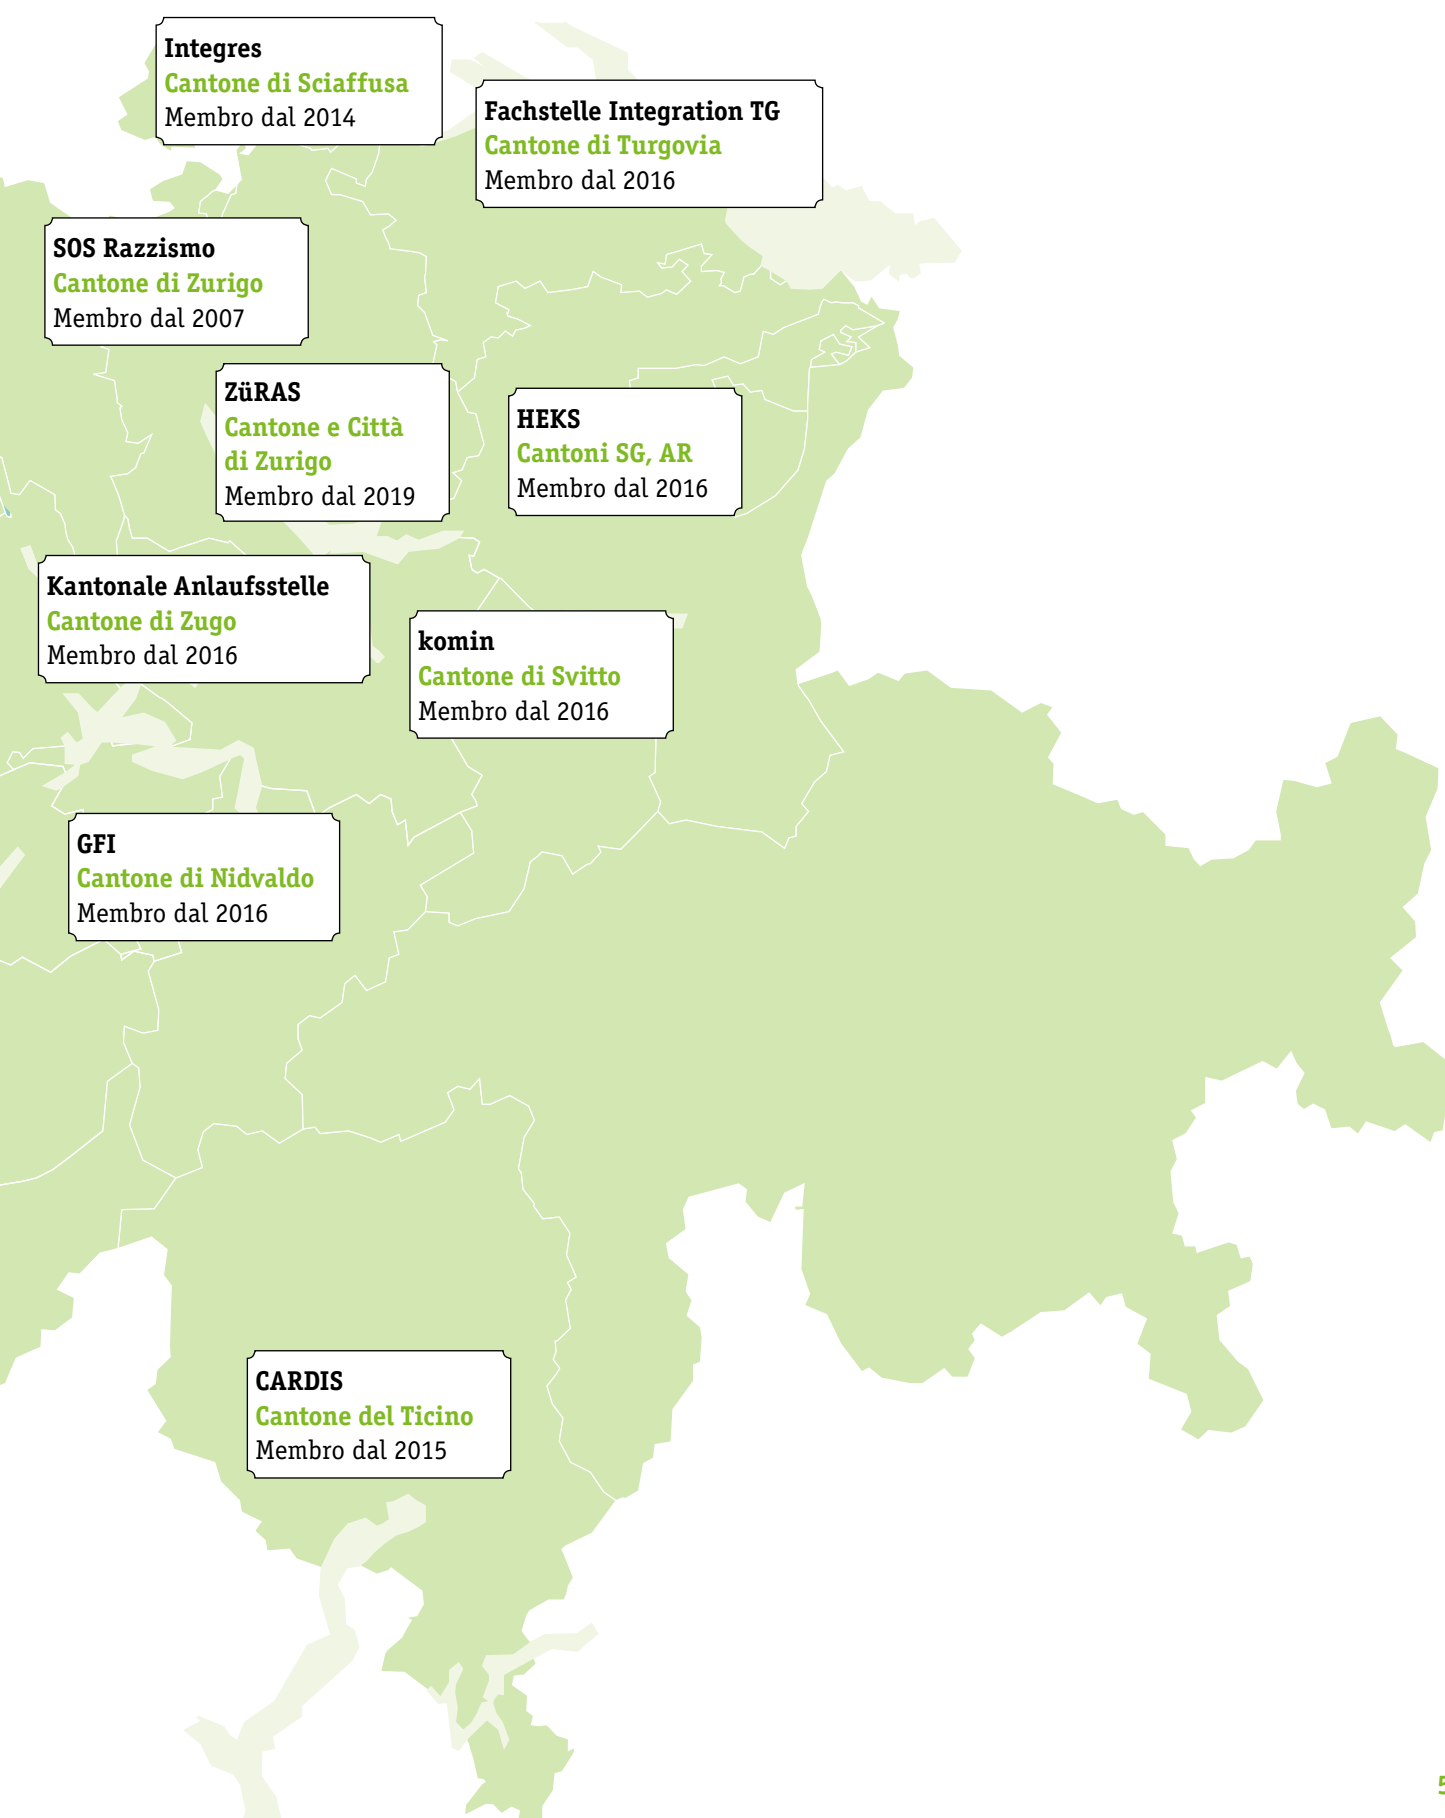 Integres
Cantone di Sciaffusa
Membro dal 2014
Fachstelle Integration TG
Cantone di Turgovia
Membro dal 2016
SOS Razzismo
Cantone di Zurigo
Membro dal 2007
ZüRAS
Cantone e Città
di Zurigo
Membro dal 2019
HEKS
Cantoni SG, AR
Membro dal 2016
Kantonale Anlaufsstelle
Cantone di Zugo
Membro dal 2016
komin
Cantone di Svitto
Membro dal 2016
GFI
Cantone di Nidvaldo
Membro dal 2016
CARDIS
Cantone del Ticino
Membro dal 2015
5